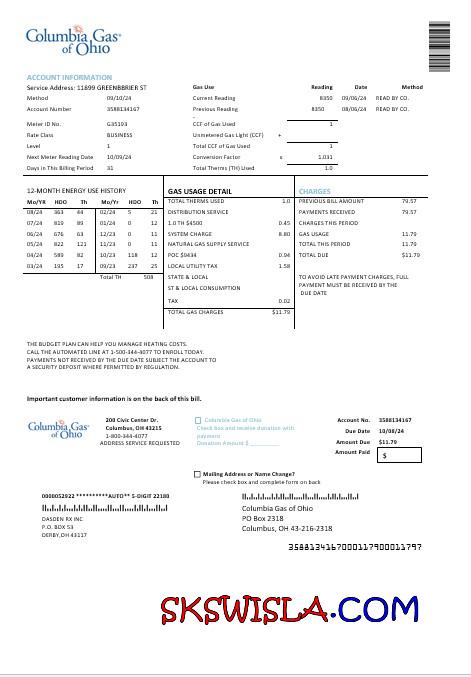 Columbia Gas®
of Ohio
ACCOUNT INFORMATION
Service Address: 11899 GREENBBRIER ST
Gas Use Reading Date Method
Method 09/10/24 Current Reading 8350 09/06/24 READ BY CO.
Account Number 3588134167 Previous Reading 8350 08/06/24 READ BY CO.
-
Meter ID No. G35193 CCF of Gas Used 1
Rate Class BUSINESS Unmetered Gas Light (CCF) +
Level 1 Total CCF of Gas Used 1
Next Meter Reading Date 10/09/24 Conversion Factor x 1.031
Days in This Billing Period 31 Total Therms (TH) Used 1.0
12-MONTH ENERGY USE HISTORY
Mo/YR HDO Th Mo/Yr HDO Th
08/24 363 44 02/24 5 21
07/24 819 89 01/24 0 12
06/24 676 63 12/23 0 11
05/24 822 121 11/23 0 11
04/24 589 82 10/23 118 12
03/24 195 17 09/23 237 25
Total TH 508
GAS USAGE DETAIL
TOTAL THERMS USED 1.0
DISTRIBUTION SERVICE
1.0 TH $4500 0.45
SYSTEM CHARGE 8.80
NATURAL GAS SUPPLY SERVICE
POC $9434 0.94
LOCAL UTILITY TAX 1.58
STATE & LOCAL
ST & LOCAL CONSUMPTION
TAX 0.02
TOTAL GAS CHARGES $11.79
CHARGES
PREVIOUS BILL AMOUNT 79.57
PAYMENTS RECEIVED 79.57
CHARGES THIS PERIOD
GAS USAGE 11.79
TOTAL THIS PERIOD 11.79
TOTAL DUE $11.79
TO AVOID LATE PAYMENT CHARGES, FULL
PAYMENT MUST BE RECEIVED BY THE
DUE DATE
THE BUDGET PLAN CAN HELP YOU MANAGE HEATING COSTS.
CALL THE AUTOMATED LINE AT 1-500-344-4077 TO ENROLL TODAY.
PAYMENTS NOT RECEIVED BY THE DUE DATE SUBJECT THE ACCOUNT TO
A SECURITY DEPOSIT WHERE PERMITTED BY REGULATION.
Important customer information is on the back of this bill.
Columbia Gas®
of Ohio
200 Civic Center Dr.
Columbus, OH 43215
1-800-344-4077
ADDRESS SERVICE REQUESTED
Columbia Gas of Ohio
Check box and receive donation with
payment
Donation Amount $ ________
Account No. 3588134167
Due Date 10/08/24
Amount Due $11.79
Amount Paid $
Mailing Address or Name Change?
Please check box and complete form on back
0000052922 **********AUTO** 5-DIGIT 22180
DASDEN RX INC
P.O. BOX 53
DERBY,OH 43117
Columbia Gas of Ohio
PO Box 2318
Columbus, OH 43-216-2318
3588134167000117900011797
SKSWISLA.COM